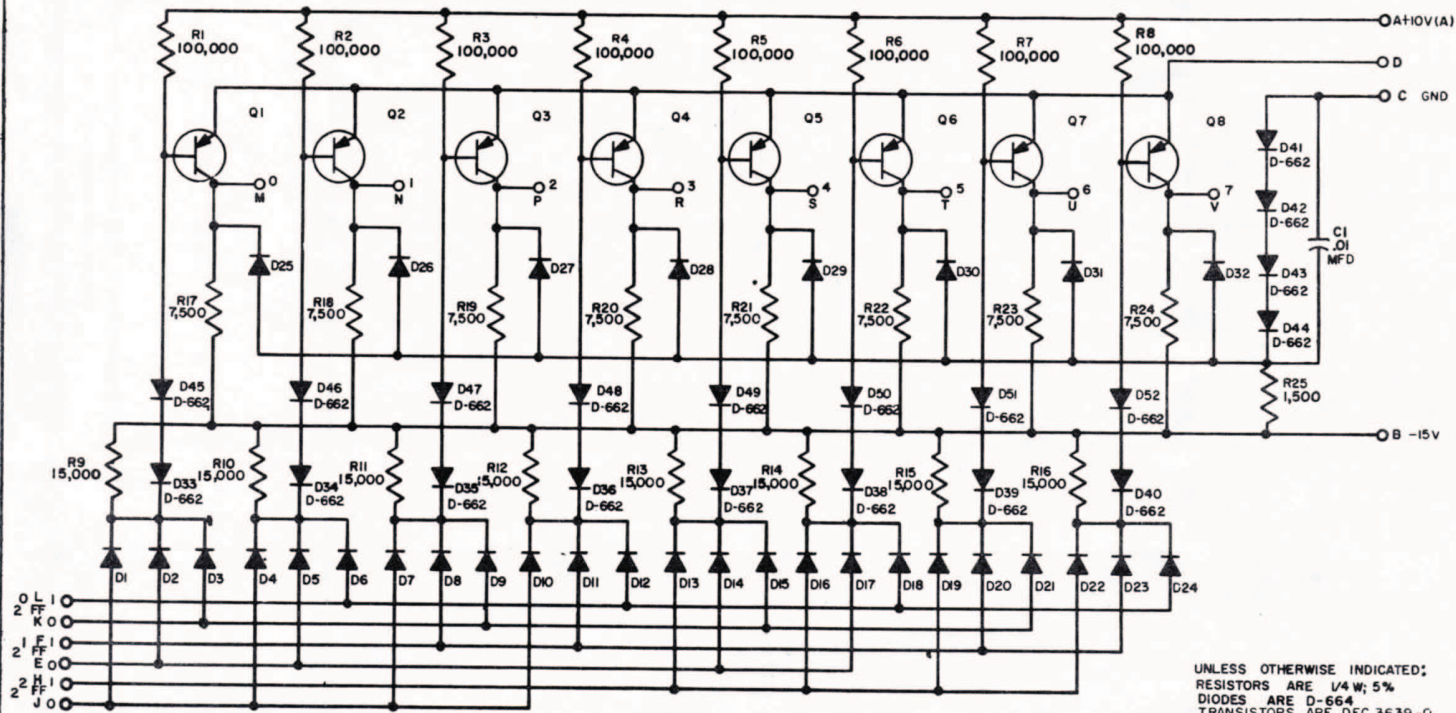 R1
100,000
R2
100,000
R3
100,000
R4
100,000
R5
100,000
R6
100,000
R7
100,000
R8
100,000
A+10V(A)
D
C GND
Q1
Q2
Q3
Q4
Q5
Q6
Q7
Q8
0
M
1
N
2
P
3
R
4
S
5
T
6
U
7
V
D41
D-662
D42
D-662
D43
D-662
D44
D-662
C1
.01
MFD
D25
D26
D27
D28
D29
D30
D31
D32
R17
7,500
R18
7,500
R19
7,500
R20
7,500
R21
7,500
R22
7,500
R23
7,500
R24
7,500
R25
1,500
D45
D-662
D46
D-662
D47
D-662
D48
D-662
D49
D-662
D50
D-662
D51
D-662
D52
D-662
B -15V
R9
15,000
R10
15,000
R11
15,000
R12
15,000
R13
15,000
R14
15,000
R15
15,000
R16
15,000
D33
D-662
D34
D-662
D35
D-662
D36
D-662
D37
D-662
D38
D-662
D39
D-662
D40
D-662
D1
D2
D3
D4
D5
D6
D7
D8
D9
D10
D11
D12
D13
D14
D15
D16
D17
D18
D19
D20
D21
D22
D23
D24
0 L 1
2 FF
K 0
1 F 1
2 FF
E 0
2 H 1
2 FF
J 0
UNLESS OTHERWISE INDICATED:
RESISTORS ARE 1/4 W; 5%
DIODES ARE D-664
TRANSISTORS ARE DEC 3639-0